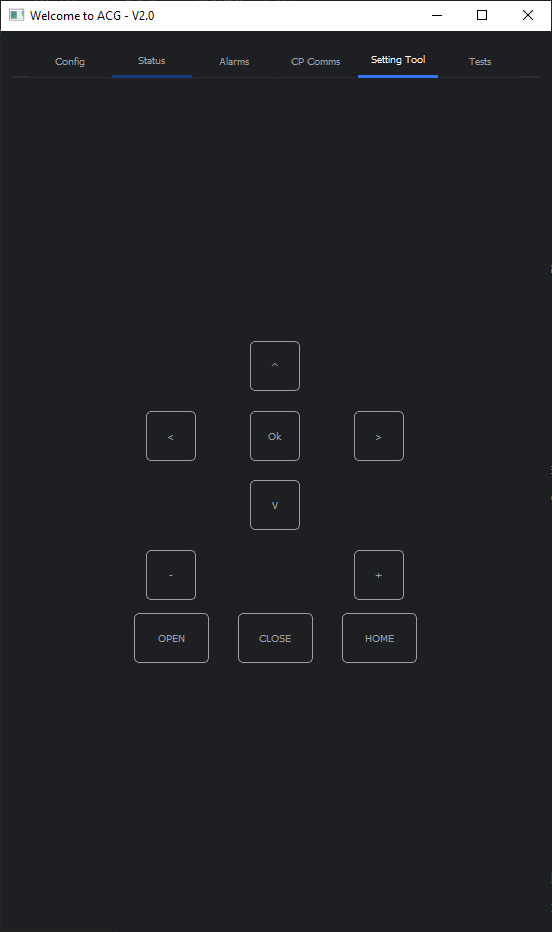 Welcome to ACG - V2.0
Config Status Alarms CP Comms Setting Tool Tests
^
< Ok >
V
- +
OPEN CLOSE HOME